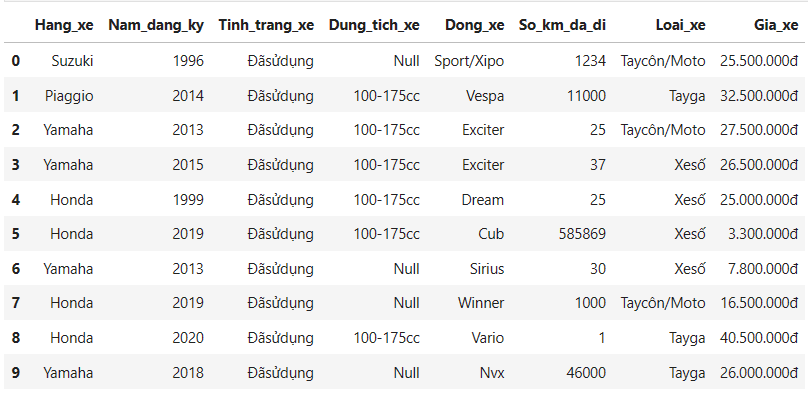 Hang_xe Nam_dang_ky Tinh_trang_xe Dung_tich_xe Dong_xe So_km_da_di Loai_xe Gia_xe
0 Suzuki 1996 Đãsửdụng Null Sport/Xipo 1234 Taycôn/Moto 25.500.000đ
1 Piaggio 2014 Đãsửdụng 100-175cc Vespa 11000 Tayga 32.500.000đ
2 Yamaha 2013 Đãsửdụng 100-175cc Exciter 25 Taycôn/Moto 27.500.000đ
3 Yamaha 2015 Đãsửdụng 100-175cc Exciter 37 Xesố 26.500.000đ
4 Honda 1999 Đãsửdụng 100-175cc Dream 25 Xesố 25.000.000đ
5 Honda 2019 Đãsửdụng 100-175cc Cub 585869 Xesố 3.300.000đ
6 Yamaha 2013 Đãsửdụng Null Sirius 30 Xesố 7.800.000đ
7 Honda 2019 Đãsửdụng Null Winner 1000 Taycôn/Moto 16.500.000đ
8 Honda 2020 Đãsửdụng 100-175cc Vario 1 Tayga 40.500.000đ
9 Yamaha 2018 Đãsửdụng Null Nvx 46000 Tayga 26.000.000đ